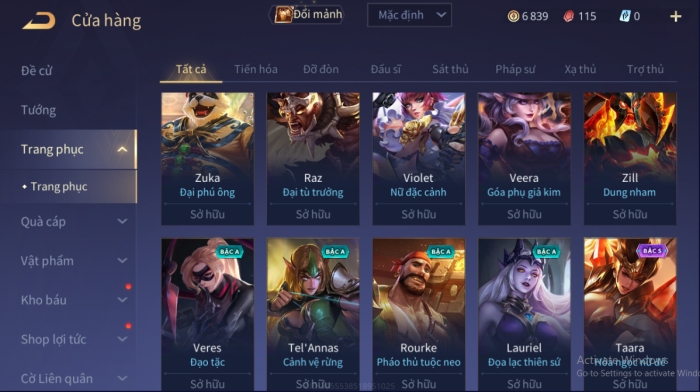 Cửa hàng
Đổi mảnh
Mặc định
6 839
115
0
Đề cử
Tướng
Trang phục
Trang phục
Quà cáp
Vật phẩm
Kho báu
Shop lợi tức
Cờ Liên quân
Tất cả
Tiến hóa
Đỡ đòn
Đấu sĩ
Sát thủ
Pháp sư
Xạ thủ
Trợ thủ
Zuka
Đại phú ông
Sở hữu
Raz
Đại tù trưởng
Sở hữu
Violet
Nữ đặc cảnh
Sở hữu
Veera
Góa phụ giả kim
Sở hữu
Zill
Dung nham
Sở hữu
Veres
Đạo tặc
Sở hữu
BẬC A
Tel'Annas
Cảnh vệ rừng
Sở hữu
BẬC A
Rourke
Pháo thủ tuộc neo
Sở hữu
BẬC A
Lauriel
Đọa lạc thiên sứ
Sở hữu
BẬC A
Taara
Hỏa ngọc nữ đế
Sở hữu
BẬC S
Activate Windows
Go to Settings to activate Wind